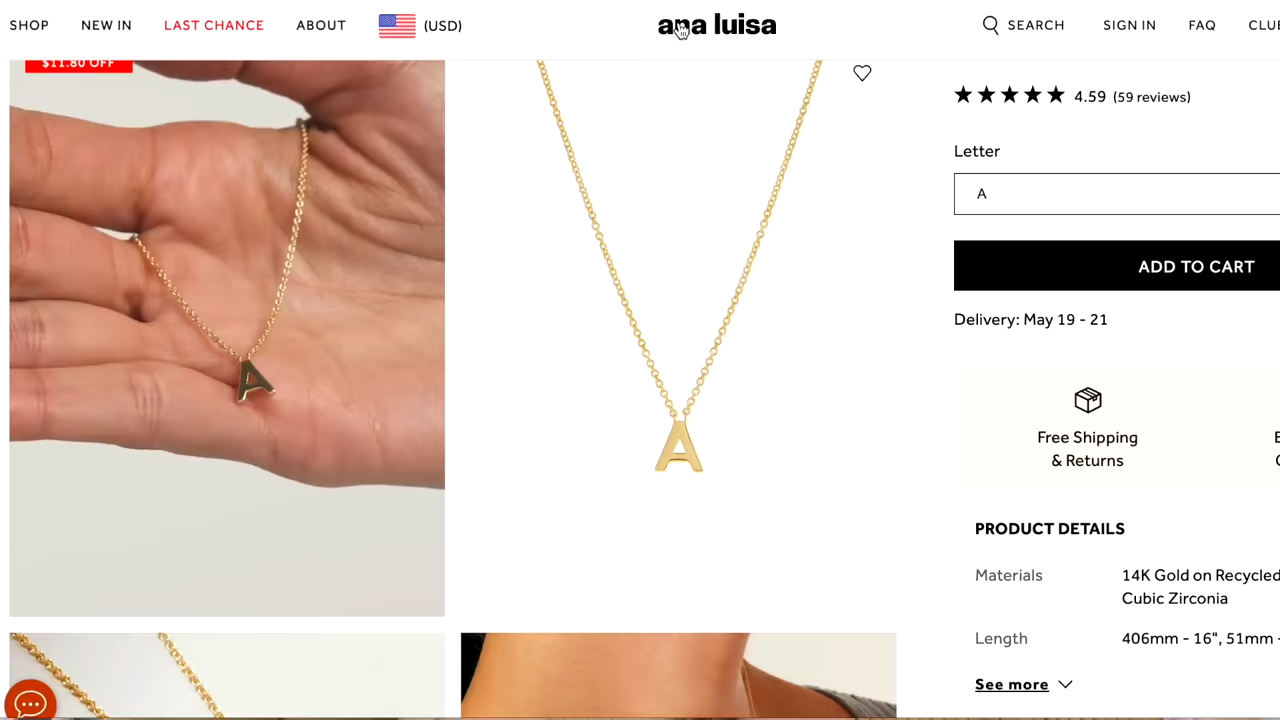 SHOP NEW IN LAST CHANCE ABOUT (USD) ana luisa SEARCH SIGN IN FAQ
$11.80 OFF
4.59 (59 reviews)
Letter
A
ADD TO CART
Delivery: May 19 - 21
Free Shipping
& Returns
PRODUCT DETAILS
Materials 14K Gold on Recycled
Cubic Zirconia
Length 406mm - 16", 51mm -
See more
A
A